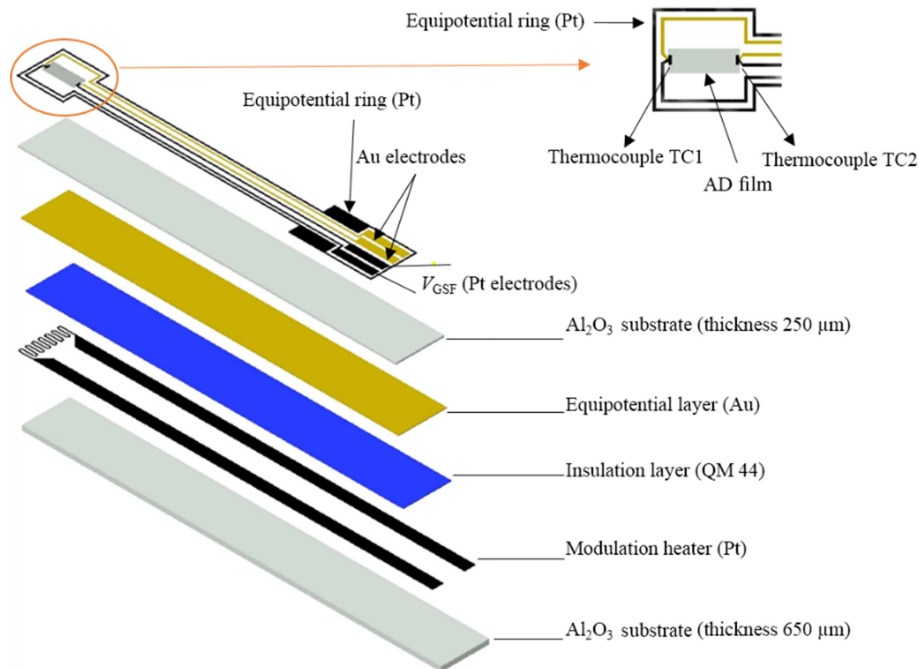 Equipotential ring (Pt)
Equipotential ring (Pt)
Au electrodes
Thermocouple TC1
Thermocouple TC2
AD film
V_GSF (Pt electrodes)
Al₂O₃ substrate (thickness 250 μm)
Equipotential layer (Au)
Insulation layer (QM 44)
Modulation heater (Pt)
Al₂O₃ substrate (thickness 650 μm)